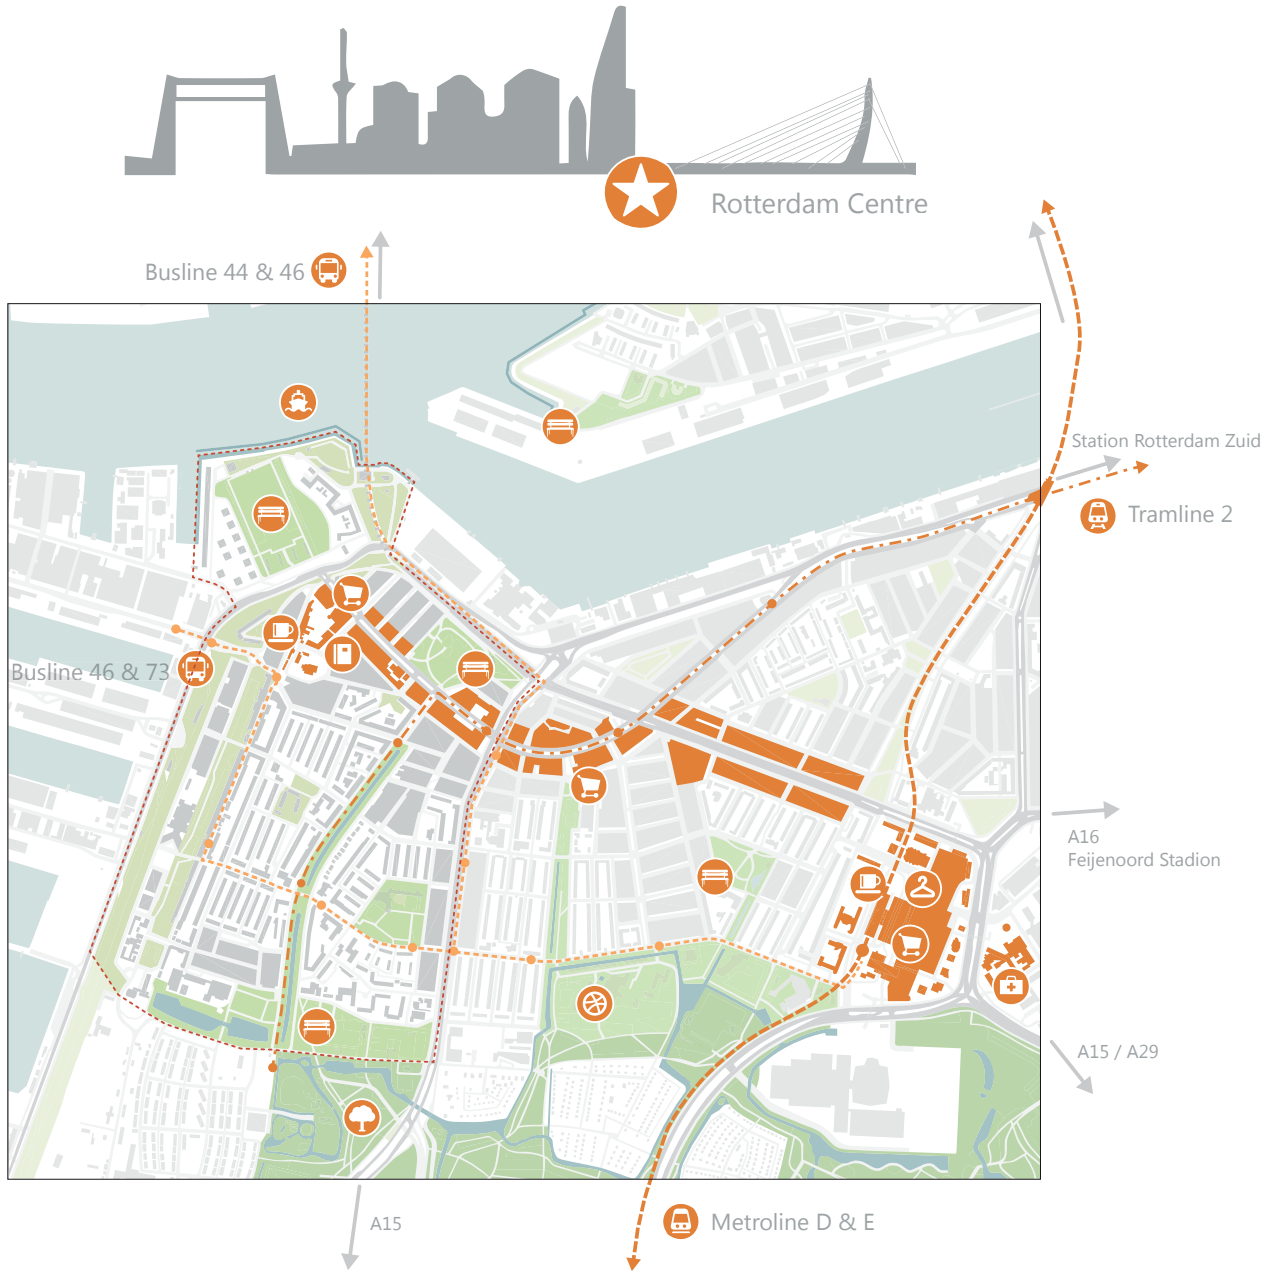 Rotterdam Centre
Busline 44 & 46
Station Rotterdam Zuid
Tramline 2
Busline 46 & 73
A16
Feijenoord Stadion
A15 / A29
A15
Metroline D & E